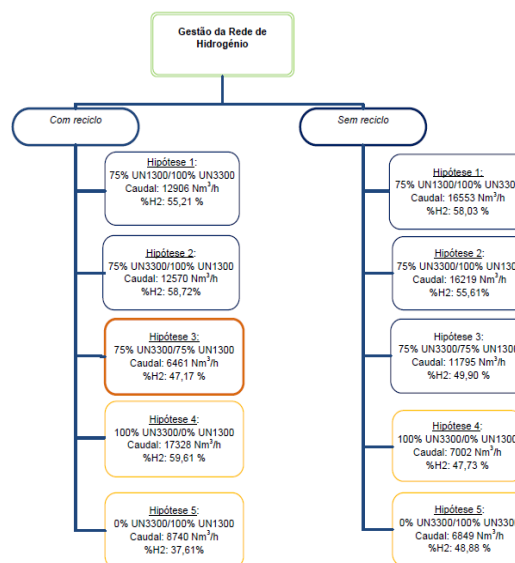 Gestão da Rede de
Hidrogénio
Com reciclo
Hipótese 1:
75% UN1300/100% UN3300
Caudal: 12906 Nm³/h
%H2: 55,21 %
Hipótese 2:
75% UN3300/100% UN1300
Caudal: 12570 Nm³/h
%H2: 58,72%
Hipótese 3:
75% UN3300/75% UN1300
Caudal: 6461 Nm³/h
%H2: 47,17 %
Hipótese 4:
100% UN3300/0% UN1300
Caudal: 17328 Nm³/h
%H2: 59,61 %
Hipótese 5:
0% UN3300/100% UN1300
Caudal: 8740 Nm³/h
%H2: 37,61%
Sem reciclo
Hipótese 1:
75% UN1300/100% UN3300
Caudal: 16553 Nm³/h
%H2: 58,03 %
Hipótese 2:
75% UN3300/100% UN1300
Caudal: 16219 Nm³/h
%H2: 55,61%
Hipótese 3:
75% UN3300/75% UN1300
Caudal: 11795 Nm³/h
%H2: 49,90 %
Hipótese 4:
100% UN3300/0% UN1300
Caudal: 7002 Nm³/h
%H2: 47,73 %
Hipótese 5:
0% UN3300/100% UN3300
Caudal: 6849 Nm³/h
%H2: 48,88 %